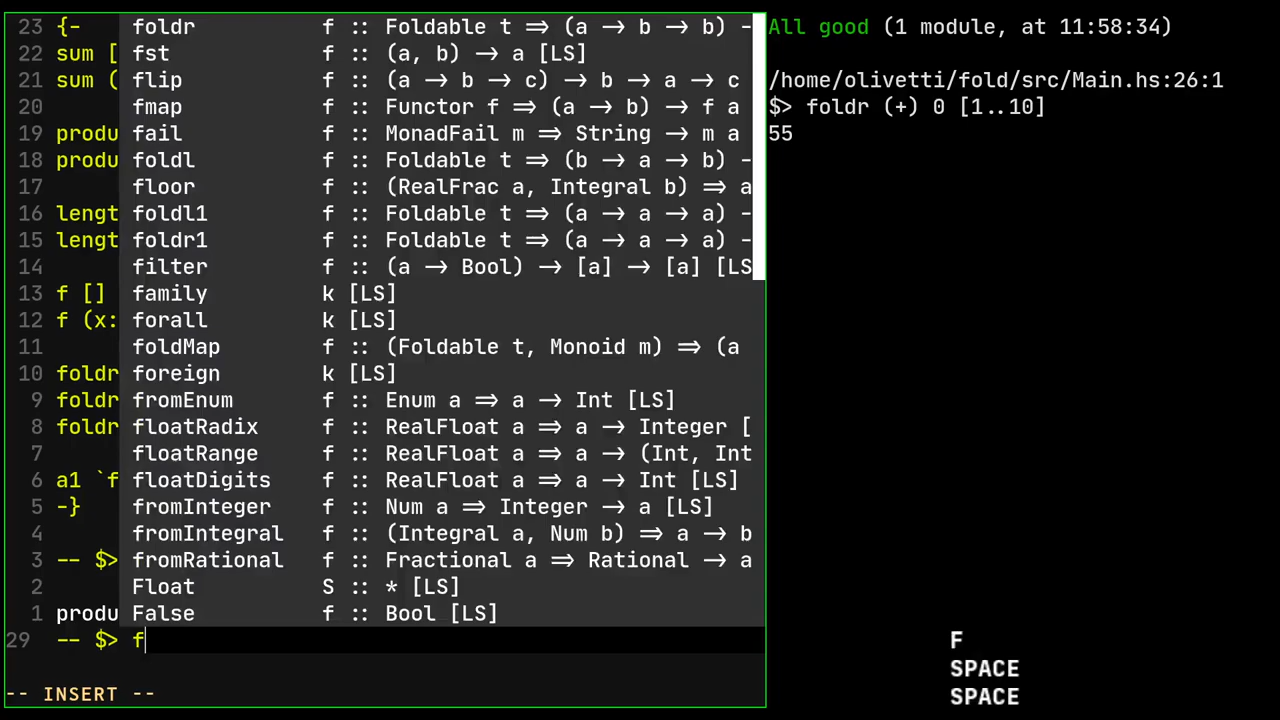 23 {- foldr f :: Foldable t ⇒ (a → b → b) -
22 sum [ fst f :: (a, b) → a [LS]
21 sum ( flip f :: (a → b → c) → b → a → c
20 fmap f :: Functor f ⇒ (a → b) → f a
19 produ fail f :: MonadFail m ⇒ String → m a
18 produ foldl f :: Foldable t ⇒ (b → a → b) -
17 floor f :: (RealFrac a, Integral b) ⇒ a
16 lengt foldl1 f :: Foldable t ⇒ (a → a → a) -
15 lengt foldr1 f :: Foldable t ⇒ (a → a → a) -
14 filter f :: (a → Bool) → [a] → [a] [LS
13 f [] family k [LS]
12 f (x: forall k [LS]
11 foldMap f :: (Foldable t, Monoid m) ⇒ (a
10 foldr foreign k [LS]
9 foldr fromEnum f :: Enum a ⇒ a → Int [LS]
8 foldr floatRadix f :: RealFloat a ⇒ a → Integer [
7 floatRange f :: RealFloat a ⇒ a → (Int, Int
6 a1 `f floatDigits f :: RealFloat a ⇒ a → Int [LS]
5 -} fromInteger f :: Num a ⇒ Integer → a [LS]
4 fromIntegral f :: (Integral a, Num b) ⇒ a → b
3 -- $> fromRational f :: Fractional a ⇒ Rational → a
2 Float S :: * [LS]
1 produ False f :: Bool [LS]
29 -- $> f
-- INSERT --
All good (1 module, at 11:58:34)
/home/olivetti/fold/src/Main.hs:26:1
$> foldr (+) 0 [1..10]
55
F
SPACE
SPACE